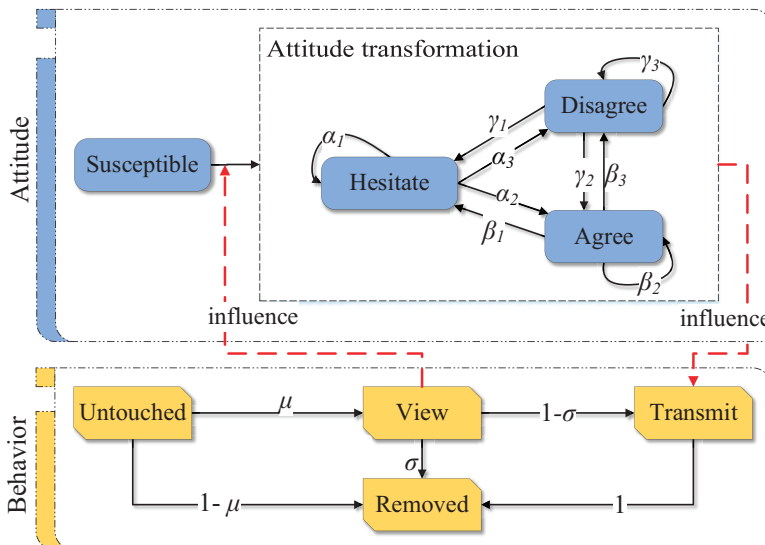 Attitude
Attitude transformation
Susceptible
Hesitate
Disagree
Agree
α1
α2
α3
γ1
γ2
γ3
β1
β2
β3
influence
influence
Behavior
Untouched
μ
View
1-σ
Transmit
σ
1- μ
Removed
1